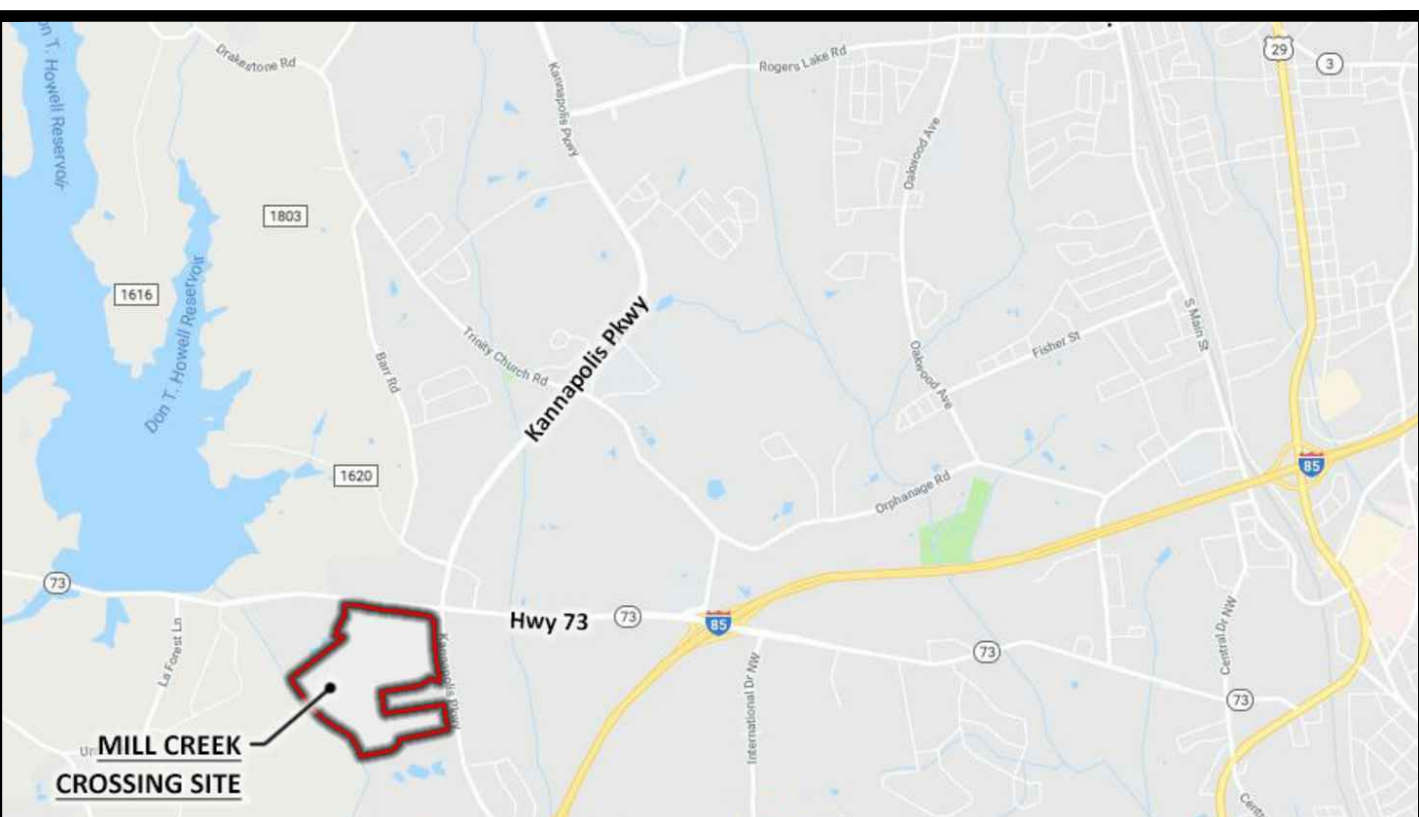 Don T. Howell Reservoir
Drakestone Rd
Kannapolis Pkwy
Rogers Lake Rd
29
3
Oakwood Ave
1803
1616
Don T. Howell Reservoir
Kannapolis Pkwy
S Main St
Barr Rd
Trinity Church Rd
Oakwood Ave
Fisher St
1620
Orphanage Rd
85
73
Hwy 73
73
85
La Forest Ln
Kannapolis Pkwy
International Dr NW
73
Central Dr NW
73
MILL CREEK
CROSSING SITE